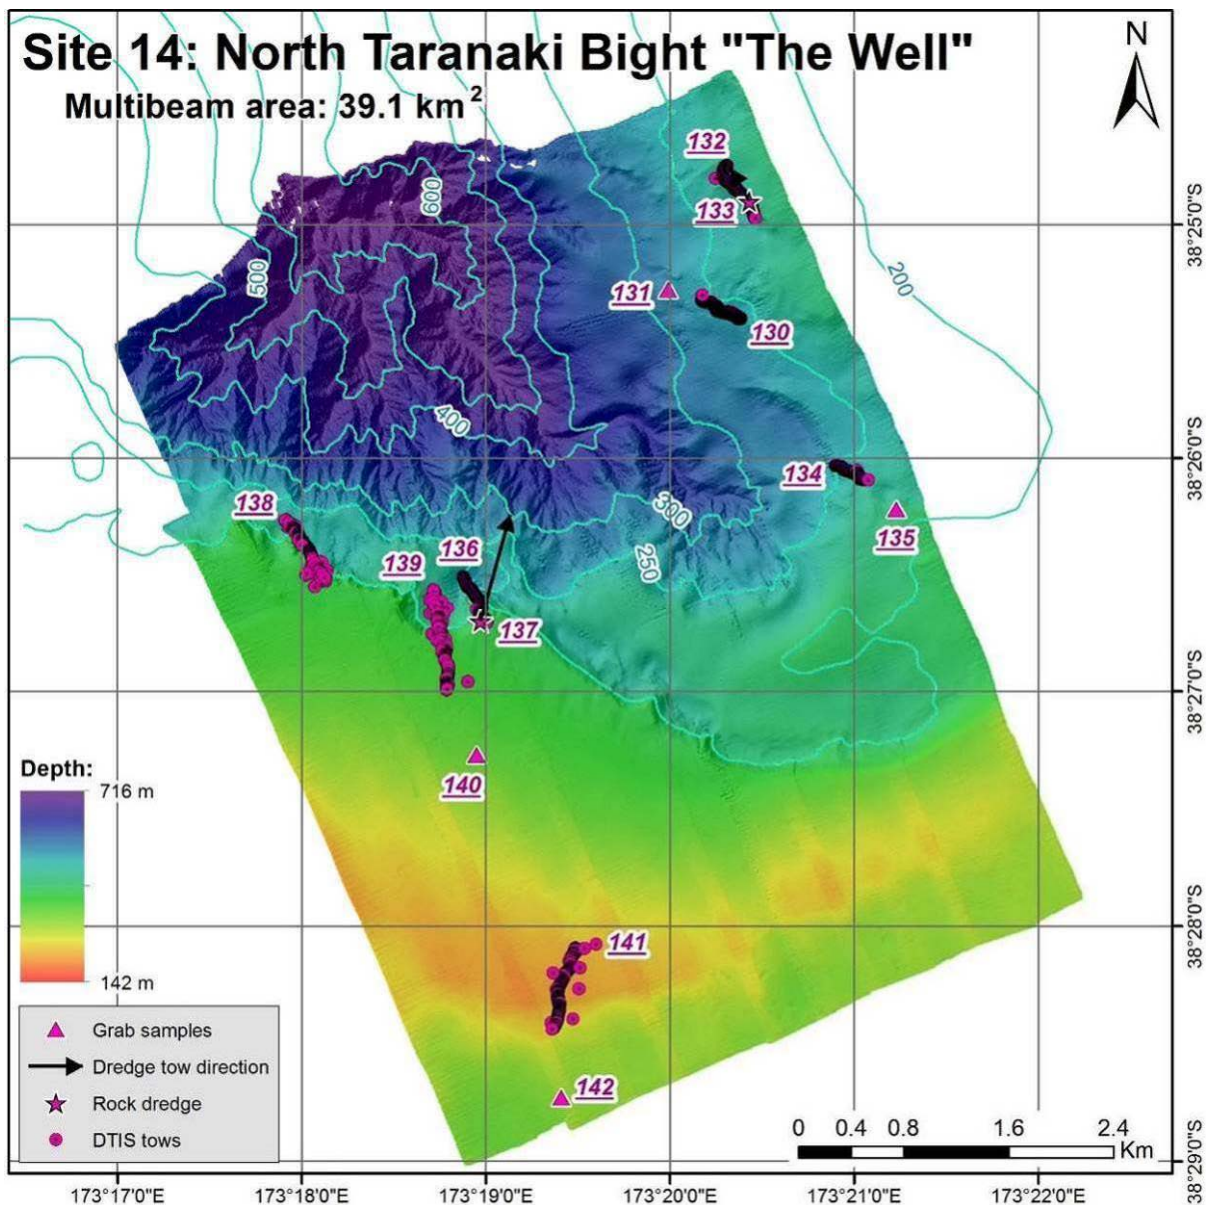 Site 14: North Taranaki Bight "The Well"
Multibeam area: 39.1 km²
N
132
600
133
38°25'0"S
500
200
131
130
400
38°26'0"S
134
138
300
135
136
250
139
137
38°27'0"S
140
Depth:
716 m
142 m
141
38°28'0"S
Grab samples
Dredge tow direction
Rock dredge
DTIS tows
142
0 0.4 0.8 1.6 2.4
Km
38°29'0"S
173°17'0"E 173°18'0"E 173°19'0"E 173°20'0"E 173°21'0"E 173°22'0"E